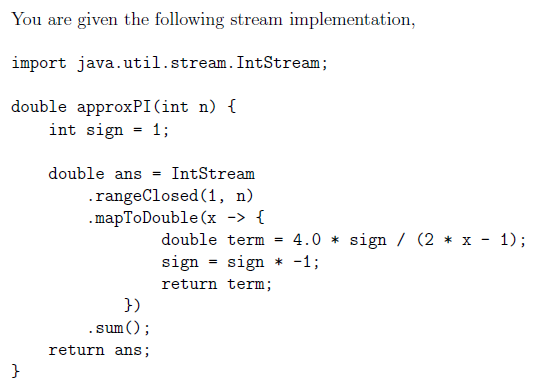 You are given the following stream implementation,
import java.util.stream.IntStream;
double approxPI(int n) {
    int sign = 1;
    double ans = IntStream
        .rangeClosed(1, n)
        .mapToDouble(x -> {
                double term = 4.0 * sign / (2 * x - 1);
                sign = sign * -1;
                return term;
            })
        .sum();
    return ans;
}